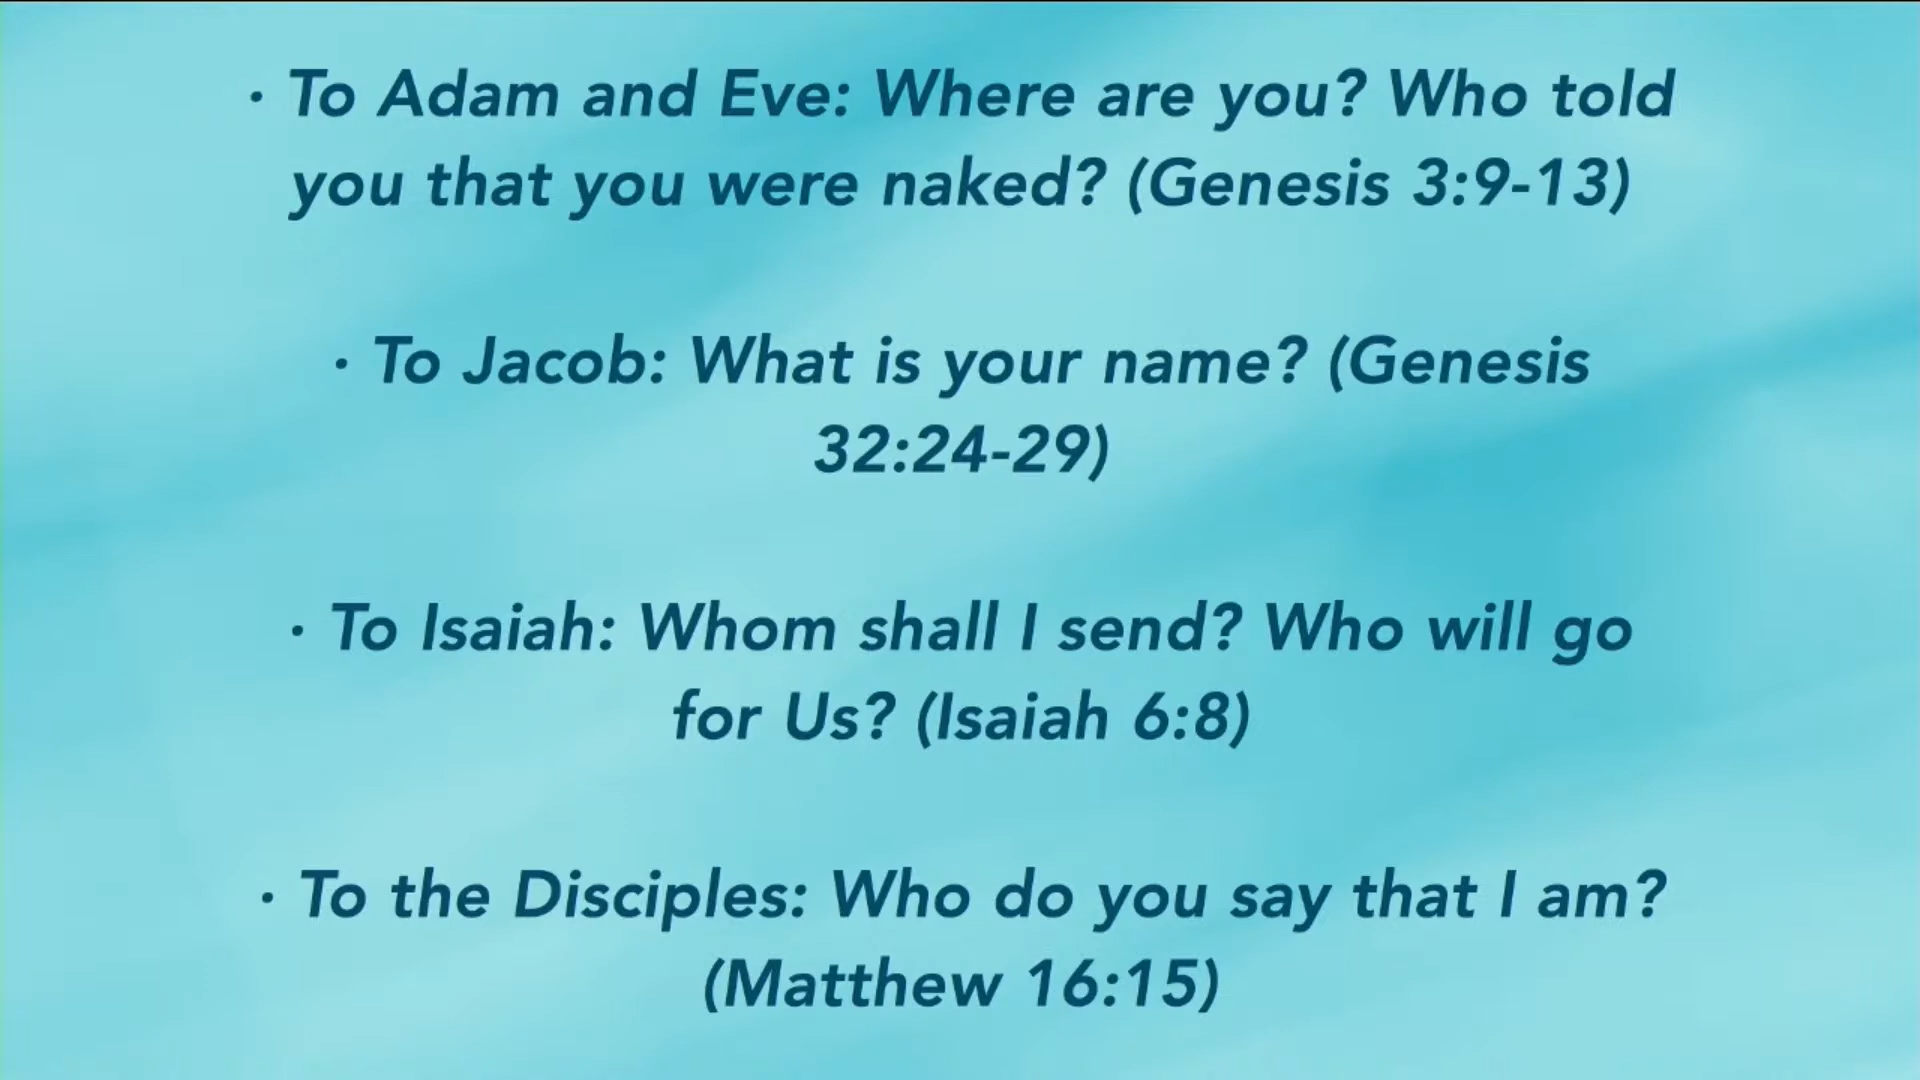 · To Adam and Eve: Where are you? Who told
you that you were naked? (Genesis 3:9-13)
· To Jacob: What is your name? (Genesis
32:24-29)
· To Isaiah: Whom shall I send? Who will go
for Us? (Isaiah 6:8)
· To the Disciples: Who do you say that I am?
(Matthew 16:15)